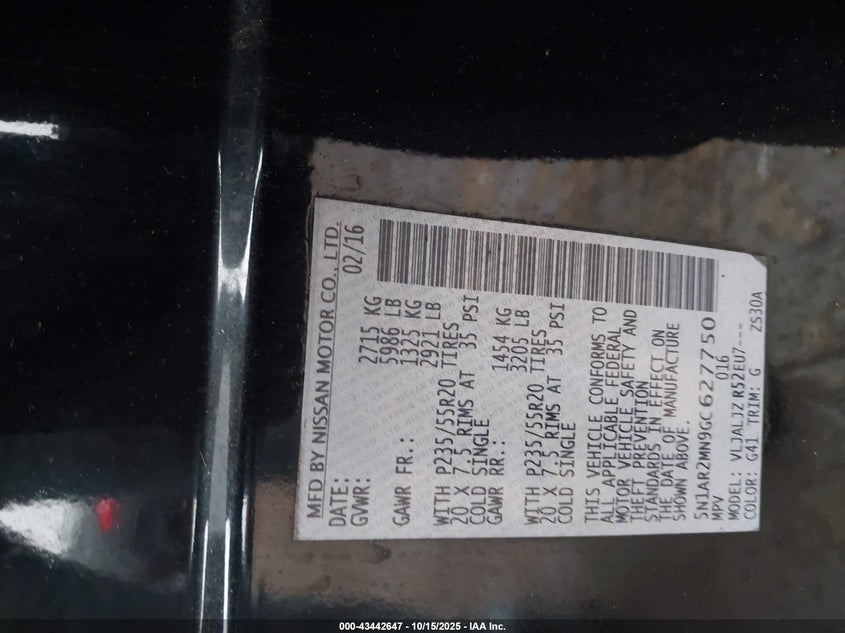 MFD BY NISSAN MOTOR CO., LTD.
DATE: 02/16
GVWR: 2715 KG
5986 LB
GAWR FR.: 1325 KG
2921 LB
WITH P235/55R20 TIRES
20 X 7.5 RIMS AT 35 PSI
COLD SINGLE
GAWR RR.: 1454 KG
3205 LB
WITH P235/55R20 TIRES
20 X 7.5 RIMS AT 35 PSI
COLD SINGLE
THIS VEHICLE CONFORMS TO
ALL APPLICABLE FEDERAL
MOTOR VEHICLE SAFETY AND
THEFT PREVENTION
STANDARDS IN EFFECT ON
THE DATE OF MANUFACTURE
SHOWN ABOVE.
5N1AR2MN9GC627750
MPV 016
MODEL: VLJALJZ R52EU7---
COLOR: G41 TRIM: G ZS30A
000-43442647 - 10/15/2025 - IAA Inc.